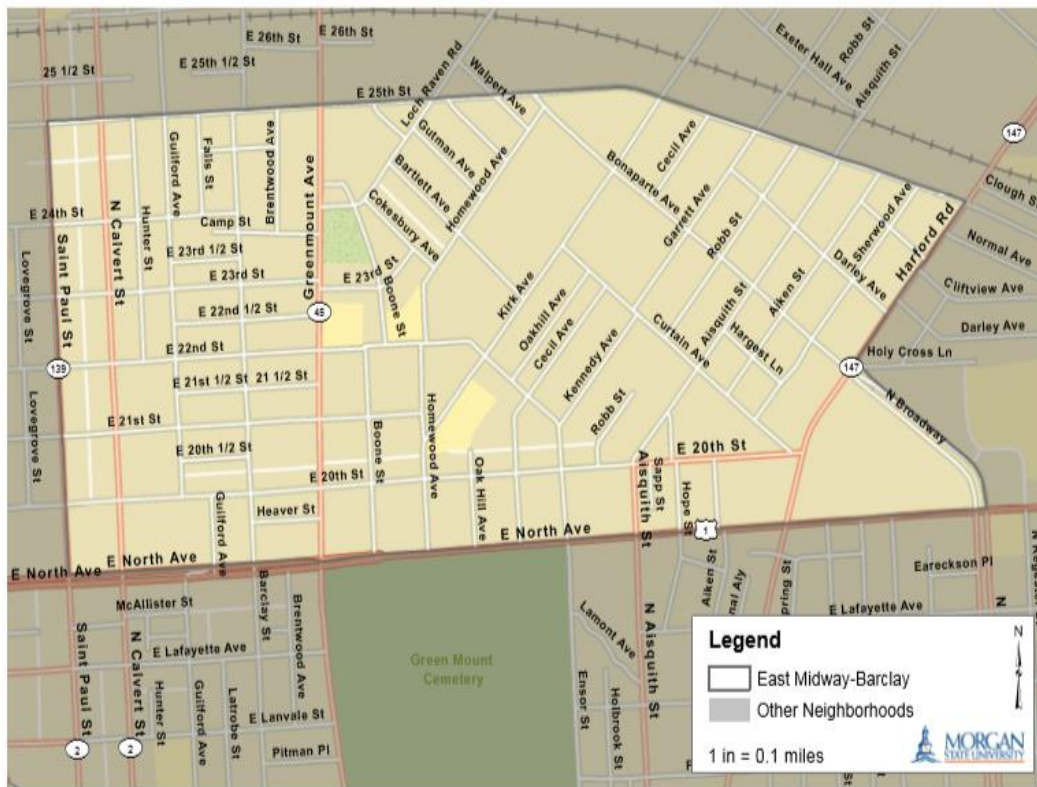 E 26th St
E 26th St
E 25th 1/2 St
25 1/2 St
E 25th St
Loch Raven Rd
Walpert Ave
Exeter Hall Ave
Robb St
Aisquith St
147
Guilford Ave
Falls St
Brentwood Ave
Greenmount Ave
Gutman Ave
Bartlett Ave
Cokesbury Ave
Homewood Ave
Bonaparte Ave
Cecil Ave
Garrett Ave
Robb St
Sherwood Ave
Darley Ave
Harford Rd
Clough S
Normal Ave
Cliftview Ave
Darley Ave
Holy Cross Ln
E 24th St
Camp St
Hunter St
N Calvert St
Saint Paul St
Lovegrove St
E 23rd 1/2 St
E 23rd St
E 23rd St
Boone St
E 22nd 1/2 St
45
Kirk Ave
Oakhill Ave
Cecil Ave
Kennedy Ave
Curtain Ave
Aisquith St
Aiken St
Hargest Ln
E 22nd St
139
147
N Broadway
E 21st 1/2 St
21 1/2 St
Lovegrove St
E 21st St
E 20th 1/2 St
Boone St
Homewood Ave
Robb St
E 20th St
E 20th St
Guilford Ave
Heaver St
Oak Hill Ave
Aisquith St
Sapp St
Hope St
E North Ave
E North Ave
E North Ave
1
McAllister St
Saint Paul St
N Calvert St
E Lafayette Ave
Hunter St
Guilford Ave
Barclay St
Latrobe St
Brentwood Ave
E Lanvale St
Pitman Pl
2
2
Green Mount
Cemetery
Lamont Ave
Ensor St
Holbrook St
N Aisquith St
Aiken St
nal Aly
pring St
Eareckson Pl
E Lafayette Ave
N
Legend
East Midway-Barclay
Other Neighborhoods
1 in = 0.1 miles
N
MORGAN
STATE UNIVERSITY